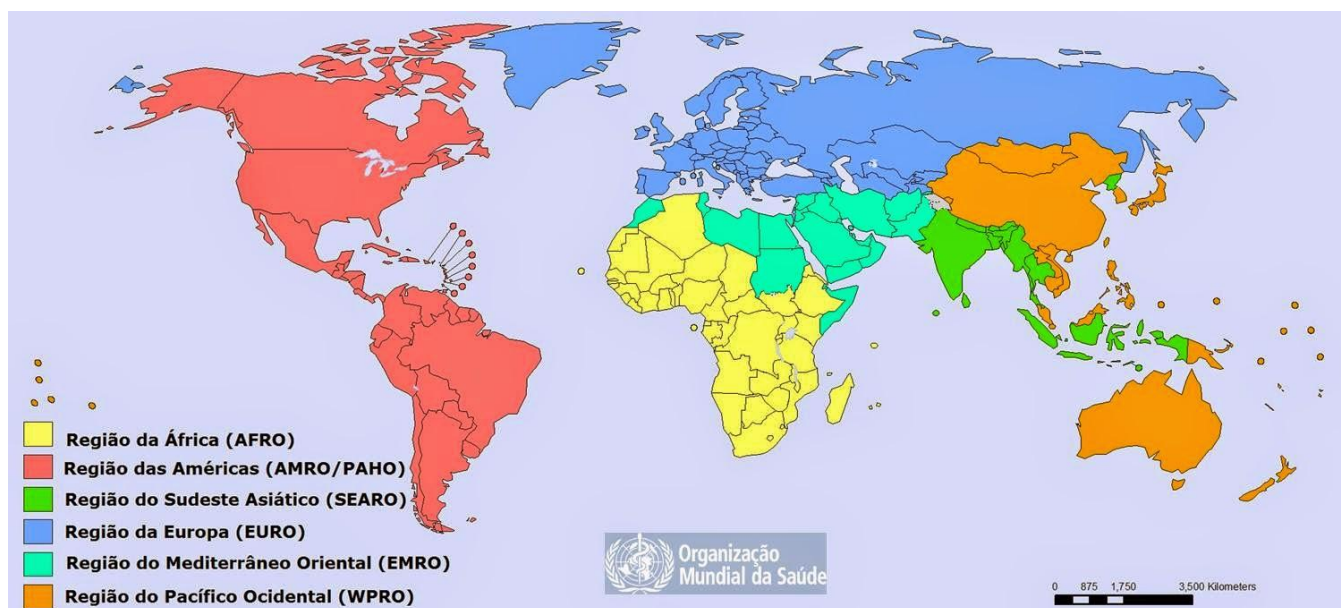 Região da África (AFRO)
Região das Américas (AMRO/PAHO)
Região do Sudeste Asiático (SEARO)
Região da Europa (EURO)
Região do Mediterrâneo Oriental (EMRO)
Região do Pacífico Ocidental (WPRO)
Organização
Mundial da Saúde
0 875 1,750 3,500 Kilometers